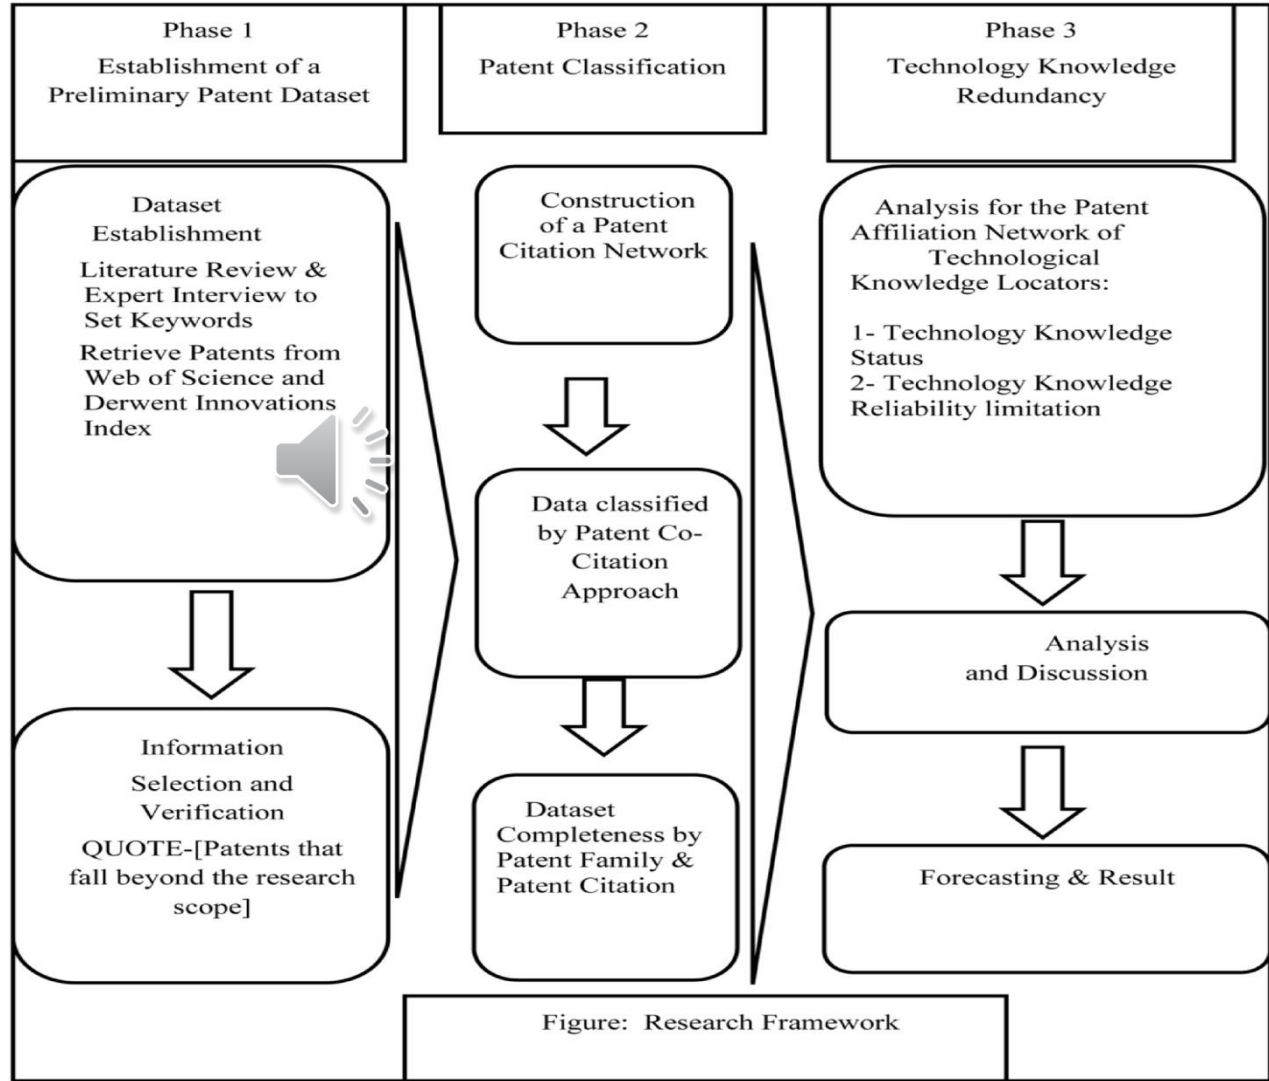 Phase 1
Establishment of a
Preliminary Patent Dataset
Dataset
Establishment
Literature Review &
Expert Interview to
Set Keywords
Retrieve Patents from
Web of Science and
Derwent Innovations
Index
Information
Selection and
Verification
QUOTE-[Patents that
fall beyond the research
scope]
Phase 2
Patent Classification
Construction
of a Patent
Citation Network
Data classified
by Patent Co-
Citation
Approach
Dataset
Completeness by
Patent Family &
Patent Citation
Phase 3
Technology Knowledge
Redundancy
Analysis for the Patent
Affiliation Network of
Technological
Knowledge Locators:
1- Technology Knowledge
Status
2- Technology Knowledge
Reliability limitation
Analysis
and Discussion
Forecasting & Result
Figure: Research Framework